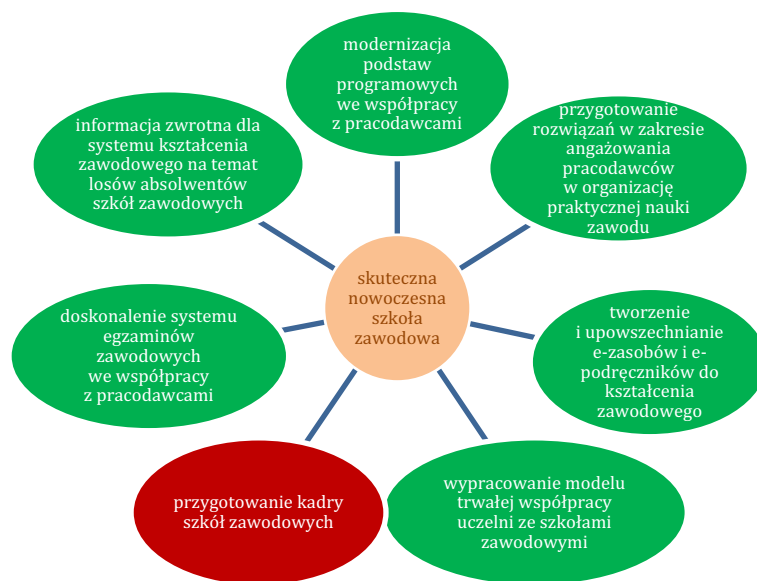 modernizacja
podstaw
programowych
we współpracy
z pracodawcami
przygotowanie
rozwiązań w zakresie
angażowania
pracodawców
w organizację
praktycznej nauki
zawodu
tworzenie
i upowszechnianie
e-zasobów i e-
podręczników do
kształcenia
zawodowego
wypracowanie modelu
trwałej współpracy
uczelni ze szkołami
zawodowymi
przygotowanie kadry
szkół zawodowych
doskonalenie systemu
egzaminów
zawodowych
we współpracy
z pracodawcami
informacja zwrotna dla
systemu kształcenia
zawodowego na temat
losów absolwentów
szkół zawodowych
skuteczna
nowoczesna
szkoła
zawodowa